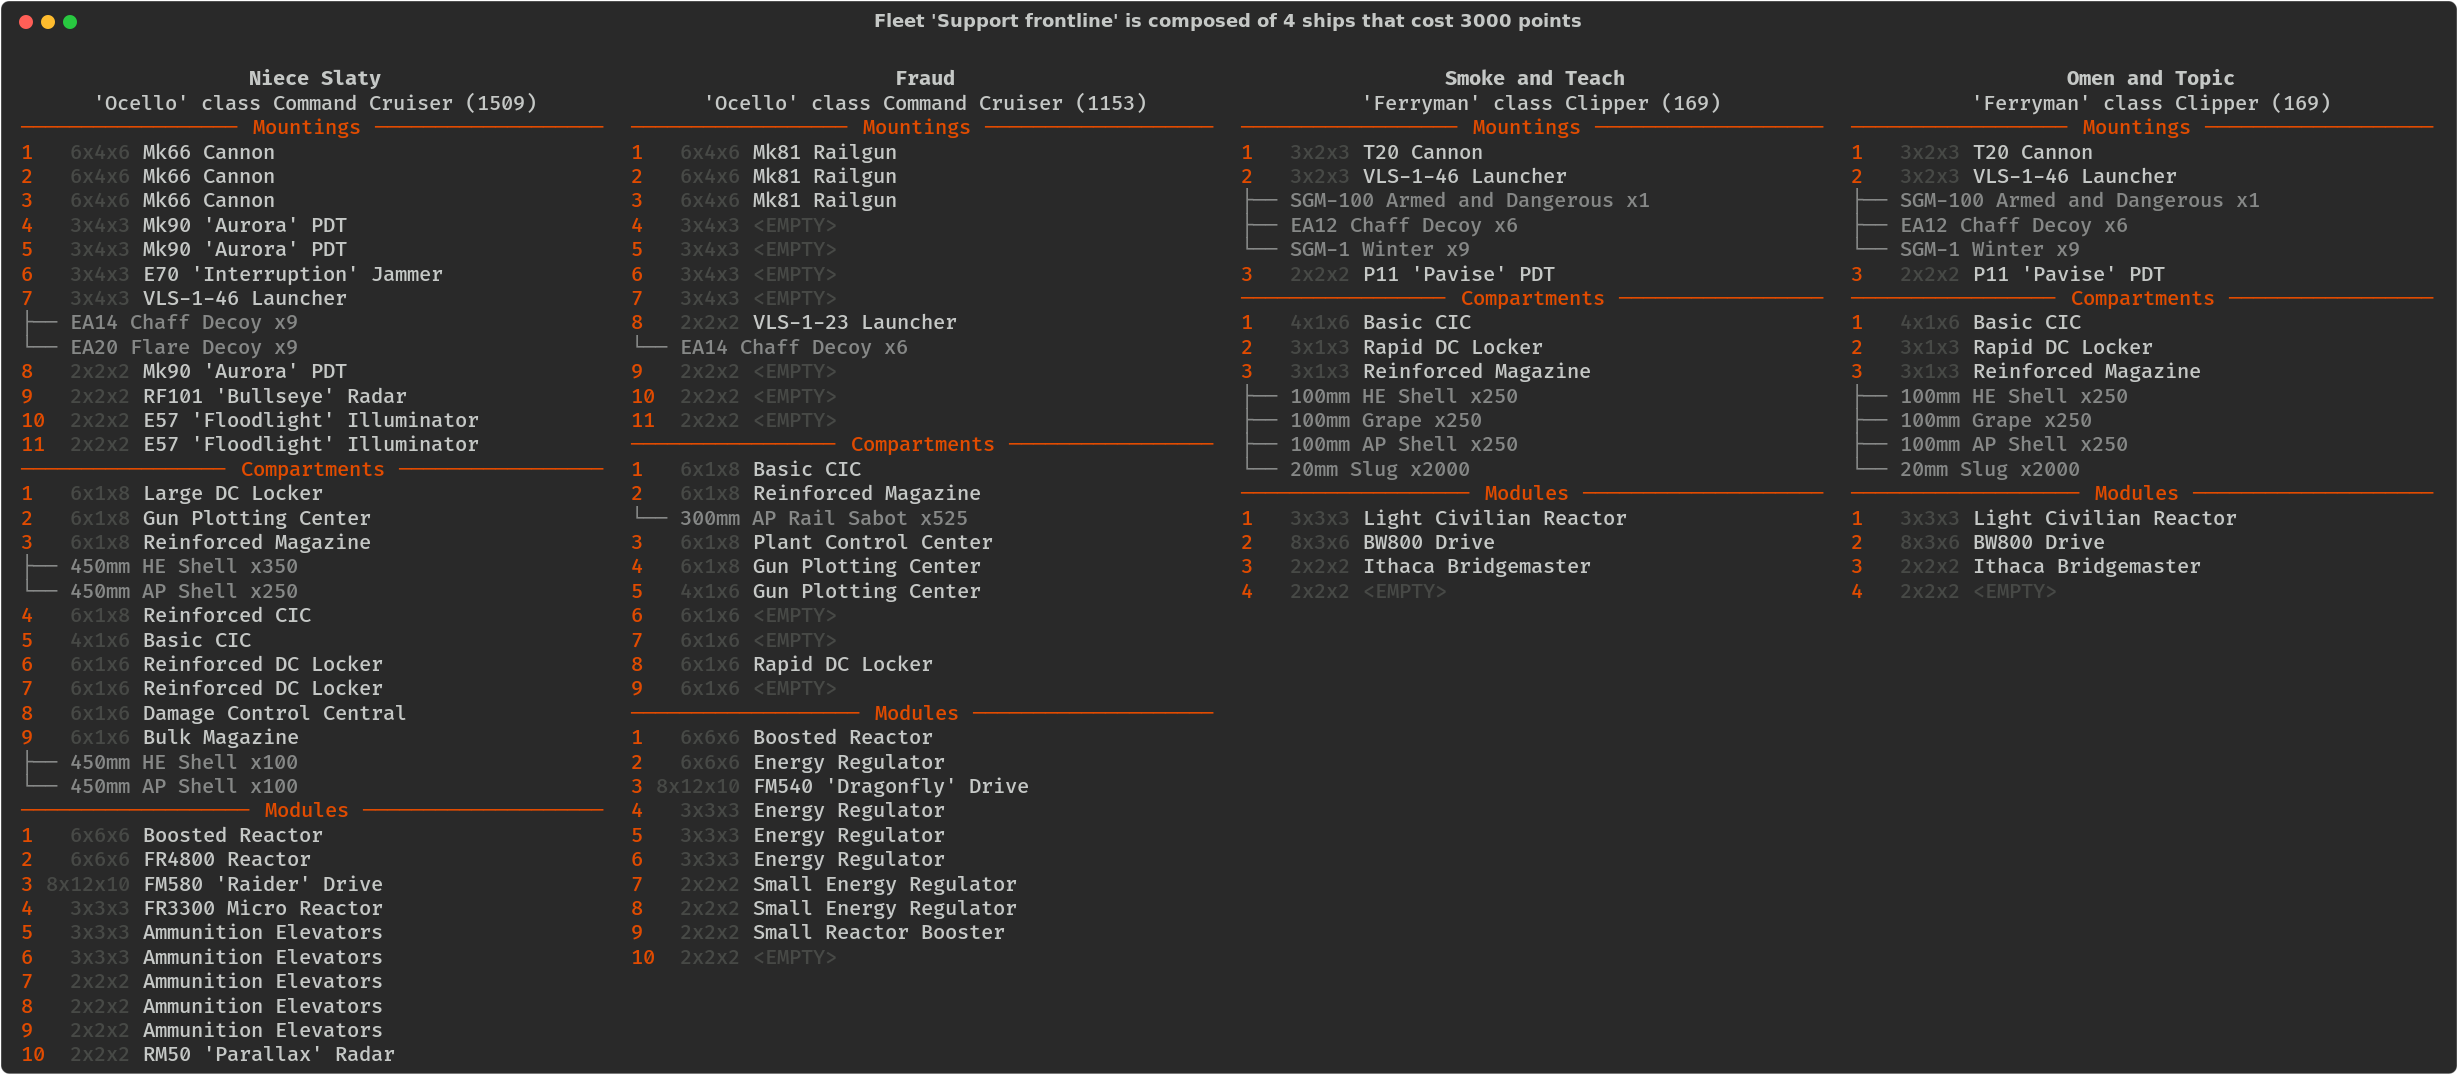 Fleet 'Support frontline' is composed of 4 ships that cost 3000 points
Niece Slaty
'Ocello' class Command Cruiser (1509)
Mountings
1 6x4x6 Mk66 Cannon
2 6x4x6 Mk66 Cannon
3 6x4x6 Mk66 Cannon
4 3x4x3 Mk90 'Aurora' PDT
5 3x4x3 Mk90 'Aurora' PDT
6 3x4x3 E70 'Interruption' Jammer
7 3x4x3 VLS-1-46 Launcher
├── EA14 Chaff Decoy x9
└── EA20 Flare Decoy x9
8 2x2x2 Mk90 'Aurora' PDT
9 2x2x2 RF101 'Bullseye' Radar
10 2x2x2 E57 'Floodlight' Illuminator
11 2x2x2 E57 'Floodlight' Illuminator
Compartments
1 6x1x8 Large DC Locker
2 6x1x8 Gun Plotting Center
3 6x1x8 Reinforced Magazine
├── 450mm HE Shell x350
└── 450mm AP Shell x250
4 6x1x8 Reinforced CIC
5 4x1x6 Basic CIC
6 6x1x6 Reinforced DC Locker
7 6x1x6 Reinforced DC Locker
8 6x1x6 Damage Control Central
9 6x1x6 Bulk Magazine
├── 450mm HE Shell x100
└── 450mm AP Shell x100
Modules
1 6x6x6 Boosted Reactor
2 6x6x6 FR4800 Reactor
3 8x12x10 FM580 'Raider' Drive
4 3x3x3 FR3300 Micro Reactor
5 3x3x3 Ammunition Elevators
6 3x3x3 Ammunition Elevators
7 2x2x2 Ammunition Elevators
8 2x2x2 Ammunition Elevators
9 2x2x2 Ammunition Elevators
10 2x2x2 RM50 'Parallax' Radar
Fraud
'Ocello' class Command Cruiser (1153)
Mountings
1 6x4x6 Mk81 Railgun
2 6x4x6 Mk81 Railgun
3 6x4x6 Mk81 Railgun
4 3x4x3 <EMPTY>
5 3x4x3 <EMPTY>
6 3x4x3 <EMPTY>
7 3x4x3 <EMPTY>
8 2x2x2 VLS-1-23 Launcher
└── EA14 Chaff Decoy x6
9 2x2x2 <EMPTY>
10 2x2x2 <EMPTY>
11 2x2x2 <EMPTY>
Compartments
1 6x1x8 Basic CIC
2 6x1x8 Reinforced Magazine
└── 300mm AP Rail Sabot x525
3 6x1x8 Plant Control Center
4 6x1x8 Gun Plotting Center
5 4x1x6 Gun Plotting Center
6 6x1x6 <EMPTY>
7 6x1x6 <EMPTY>
8 6x1x6 Rapid DC Locker
9 6x1x6 <EMPTY>
Modules
1 6x6x6 Boosted Reactor
2 6x6x6 Energy Regulator
3 8x12x10 FM540 'Dragonfly' Drive
4 3x3x3 Energy Regulator
5 3x3x3 Energy Regulator
6 3x3x3 Energy Regulator
7 2x2x2 Small Energy Regulator
8 2x2x2 Small Energy Regulator
9 2x2x2 Small Reactor Booster
10 2x2x2 <EMPTY>
Smoke and Teach
'Ferryman' class Clipper (169)
Mountings
1 3x2x3 T20 Cannon
2 3x2x3 VLS-1-46 Launcher
├── SGM-100 Armed and Dangerous x1
├── EA12 Chaff Decoy x6
└── SGM-1 Winter x9
3 2x2x2 P11 'Pavise' PDT
Compartments
1 4x1x6 Basic CIC
2 3x1x3 Rapid DC Locker
3 3x1x3 Reinforced Magazine
├── 100mm HE Shell x250
├── 100mm Grape x250
├── 100mm AP Shell x250
└── 20mm Slug x2000
Modules
1 3x3x3 Light Civilian Reactor
2 8x3x6 BW800 Drive
3 2x2x2 Ithaca Bridgemaster
4 2x2x2 <EMPTY>
Omen and Topic
'Ferryman' class Clipper (169)
Mountings
1 3x2x3 T20 Cannon
2 3x2x3 VLS-1-46 Launcher
├── SGM-100 Armed and Dangerous x1
├── EA12 Chaff Decoy x6
└── SGM-1 Winter x9
3 2x2x2 P11 'Pavise' PDT
Compartments
1 4x1x6 Basic CIC
2 3x1x3 Rapid DC Locker
3 3x1x3 Reinforced Magazine
├── 100mm HE Shell x250
├── 100mm Grape x250
├── 100mm AP Shell x250
└── 20mm Slug x2000
Modules
1 3x3x3 Light Civilian Reactor
2 8x3x6 BW800 Drive
3 2x2x2 Ithaca Bridgemaster
4 2x2x2 <EMPTY>